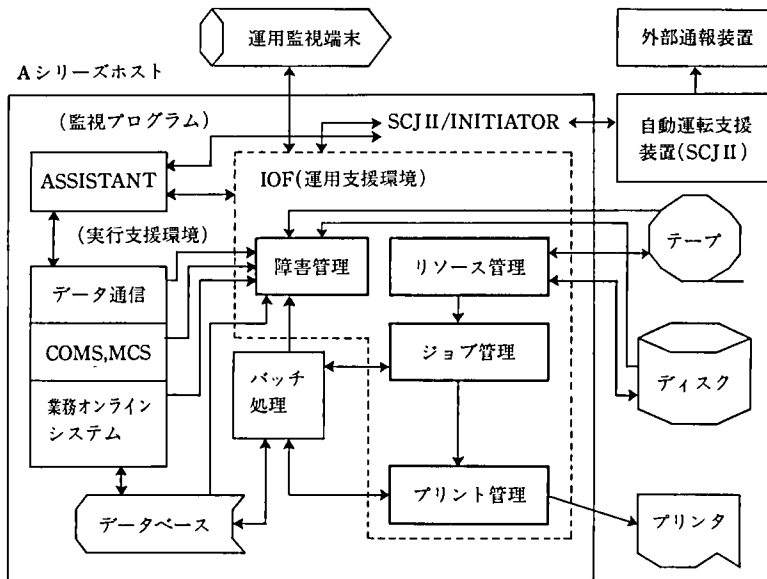 運用監視端末
外部通報装置
Aシリーズホスト
(監視プログラム)
SCJII/INITIATOR
自動運転支援
装置(SCJII)
ASSISTANT
IOF(運用支援環境)
(実行支援環境)
テープ
障害管理
リソース管理
データ通信
COMS,MCS
ジョブ管理
バッチ
処理
ディスク
業務オンライン
システム
プリント管理
データベース
プリンタ